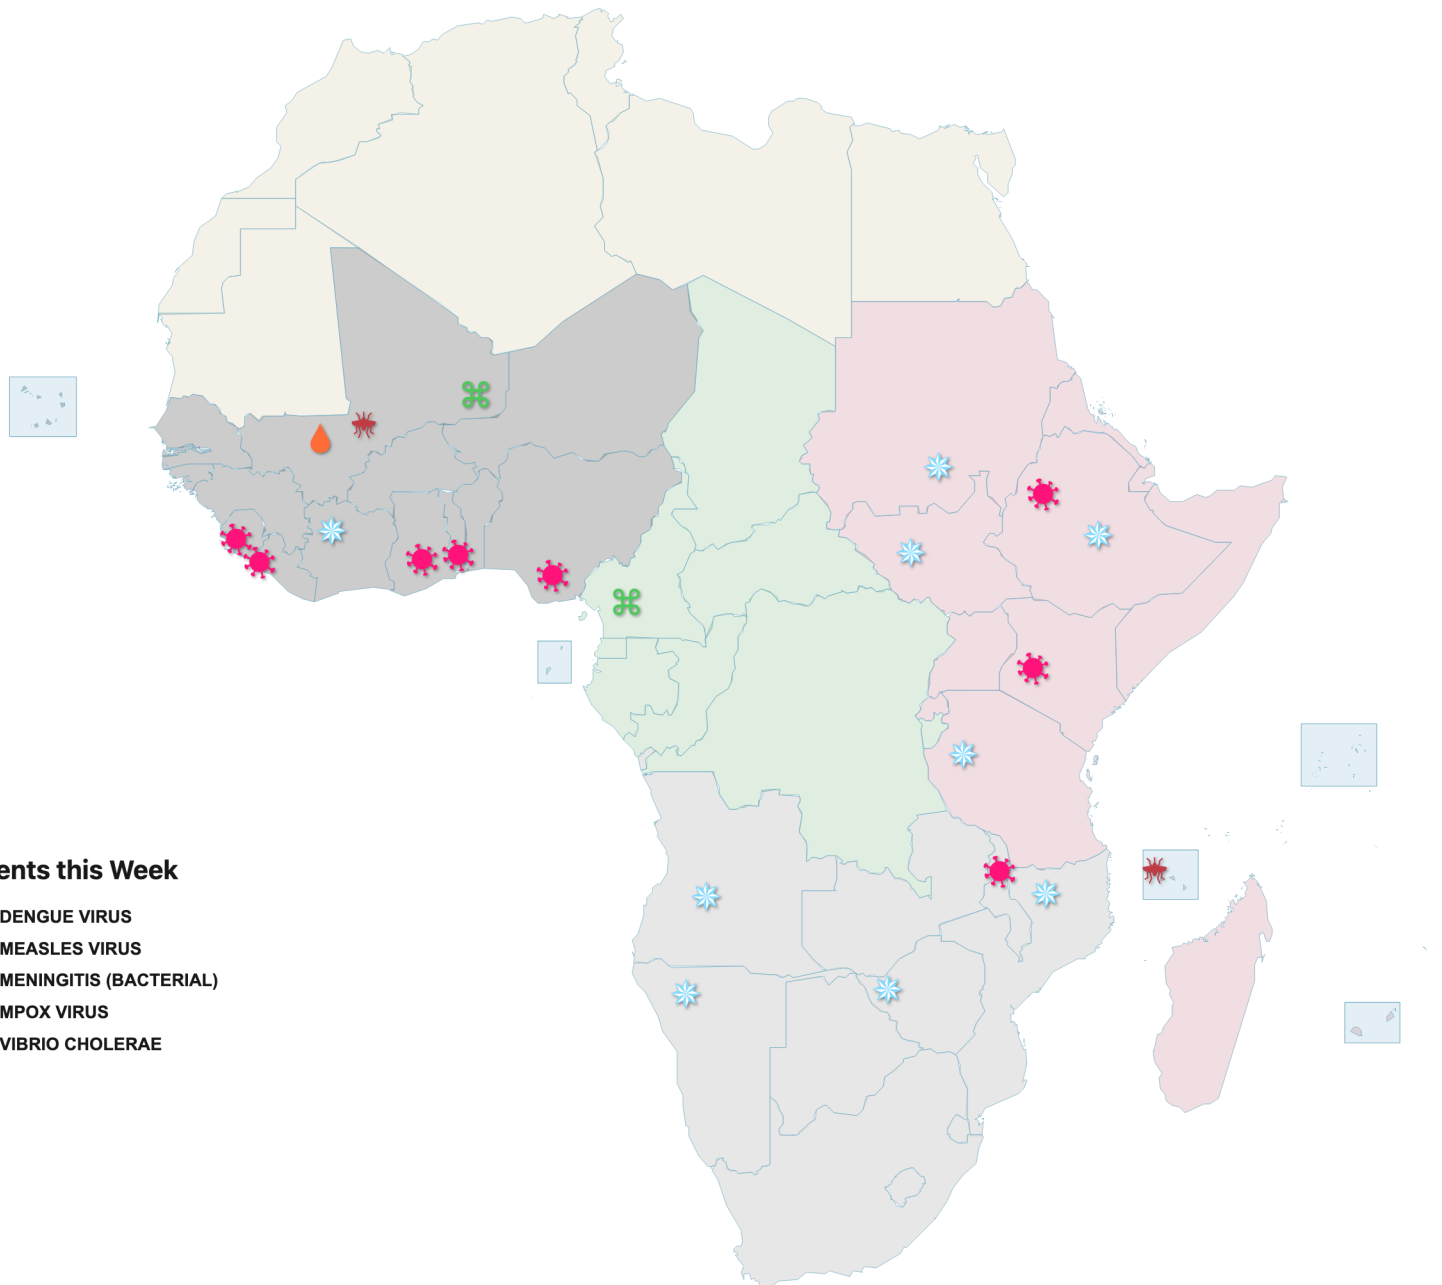 ents this Week
DENGUE VIRUS
MEASLES VIRUS
MENINGITIS (BACTERIAL)
MPOX VIRUS
VIBRIO CHOLERAE